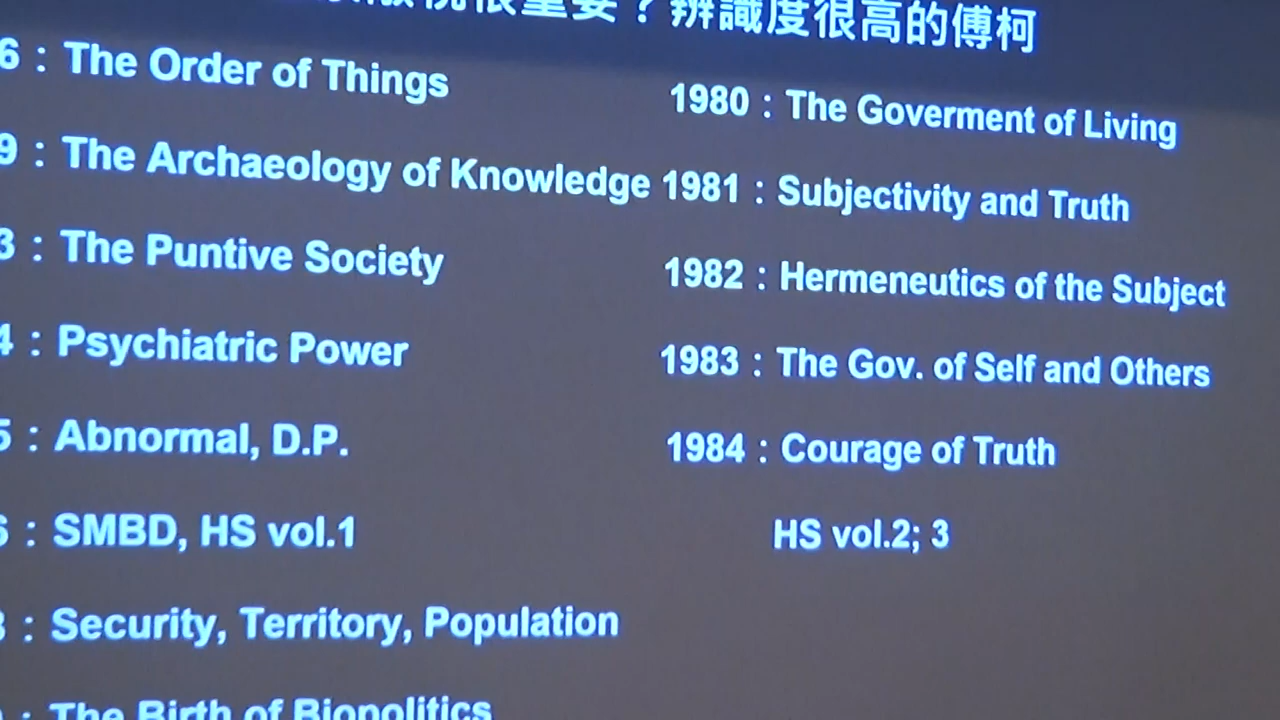 很重要？辨識度很高的傅柯
6：The Order of Things
9：The Archaeology of Knowledge
3：The Puntive Society
4：Psychiatric Power
5：Abnormal, D.P.
6：SMBD, HS vol.1
8：Security, Territory, Population
：The Birth of Biopolitics
1980：The Goverment of Living
1981：Subjectivity and Truth
1982：Hermeneutics of the Subject
1983：The Gov. of Self and Others
1984：Courage of Truth
HS vol.2; 3